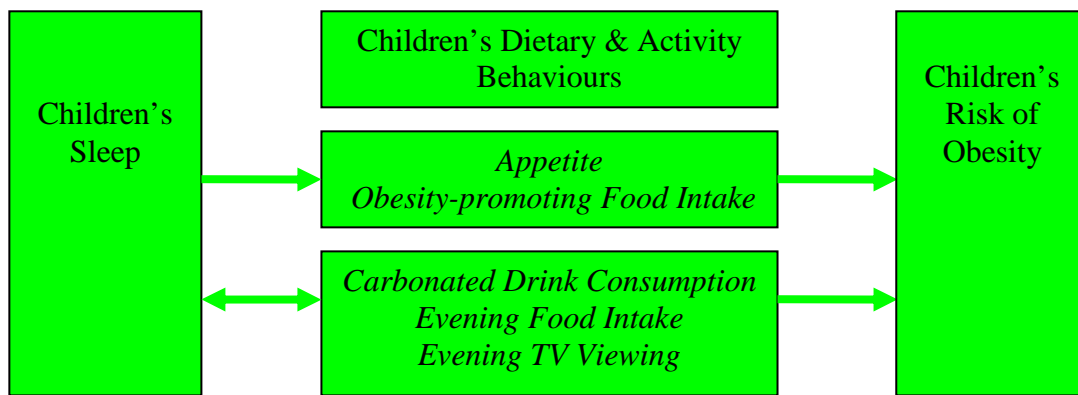 Children’s
Sleep
Children’s Dietary & Activity
Behaviours
Appetite
Obesity-promoting Food Intake
Carbonated Drink Consumption
Evening Food Intake
Evening TV Viewing
Children’s
Risk of
Obesity